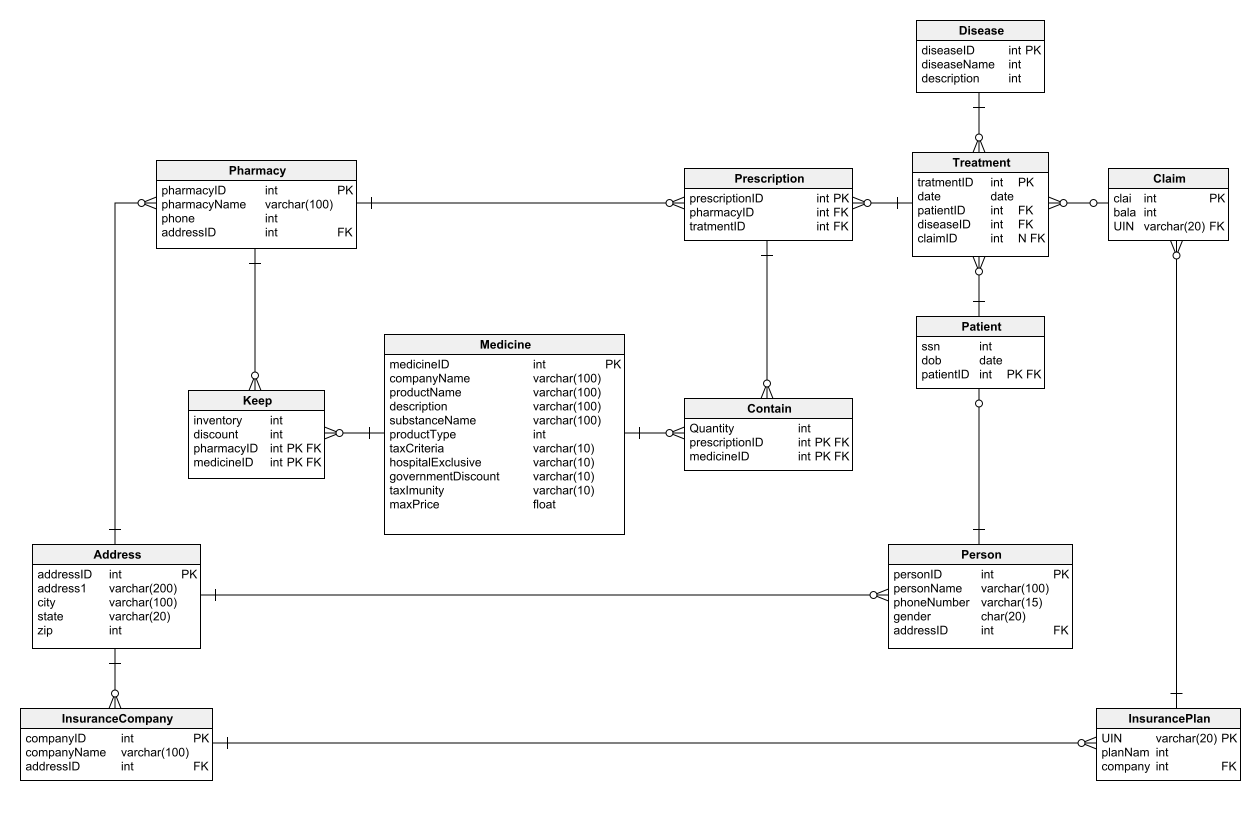 Disease
diseaseID int PK
diseaseName int
description int
Pharmacy
pharmacyID int PK
pharmacyName varchar(100)
phone int
addressID int FK
Prescription
prescriptionID int PK
pharmacyID int FK
tratmentID int FK
Treatment
tratmentID int PK
date date
patientID int FK
diseaseID int FK
claimID int N FK
Claim
clai int PK
bala int
UIN varchar(20) FK
Patient
ssn int
dob date
patientID int PK FK
Medicine
medicineID int PK
companyName varchar(100)
productName varchar(100)
description varchar(100)
substanceName varchar(100)
productType int
taxCriteria varchar(10)
hospitalExclusive varchar(10)
governmentDiscount varchar(10)
taxImunity varchar(10)
maxPrice float
Keep
inventory int
discount int
pharmacyID int PK FK
medicineID int PK FK
Contain
Quantity int
prescriptionID int PK FK
medicineID int PK FK
Address
addressID int PK
address1 varchar(200)
city varchar(100)
state varchar(20)
zip int
Person
personID int PK
personName varchar(100)
phoneNumber varchar(15)
gender char(20)
addressID int FK
InsuranceCompany
companyID int PK
companyName varchar(100)
addressID int FK
InsurancePlan
UIN varchar(20) PK
planNam int
company int FK